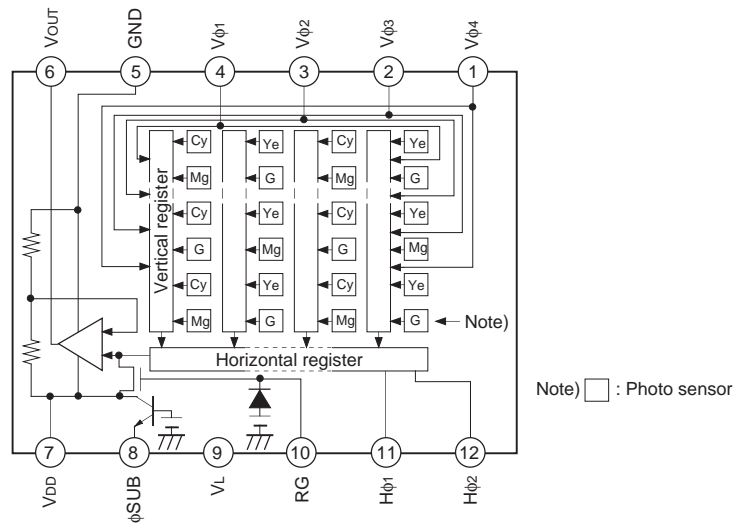 VOUT GND Vϕ1 Vϕ2 Vϕ3 Vϕ4
6 5 4 3 2 1
Vertical register
Cy Ye Cy Ye
Mg G Mg G
Cy Ye Cy Ye
G Mg G Mg
Cy Ye Cy Ye
Mg G Mg G Note)
Horizontal register
Note) : Photo sensor
7 8 9 10 11 12
VDD ϕSUB VL RG Hϕ1 Hϕ2